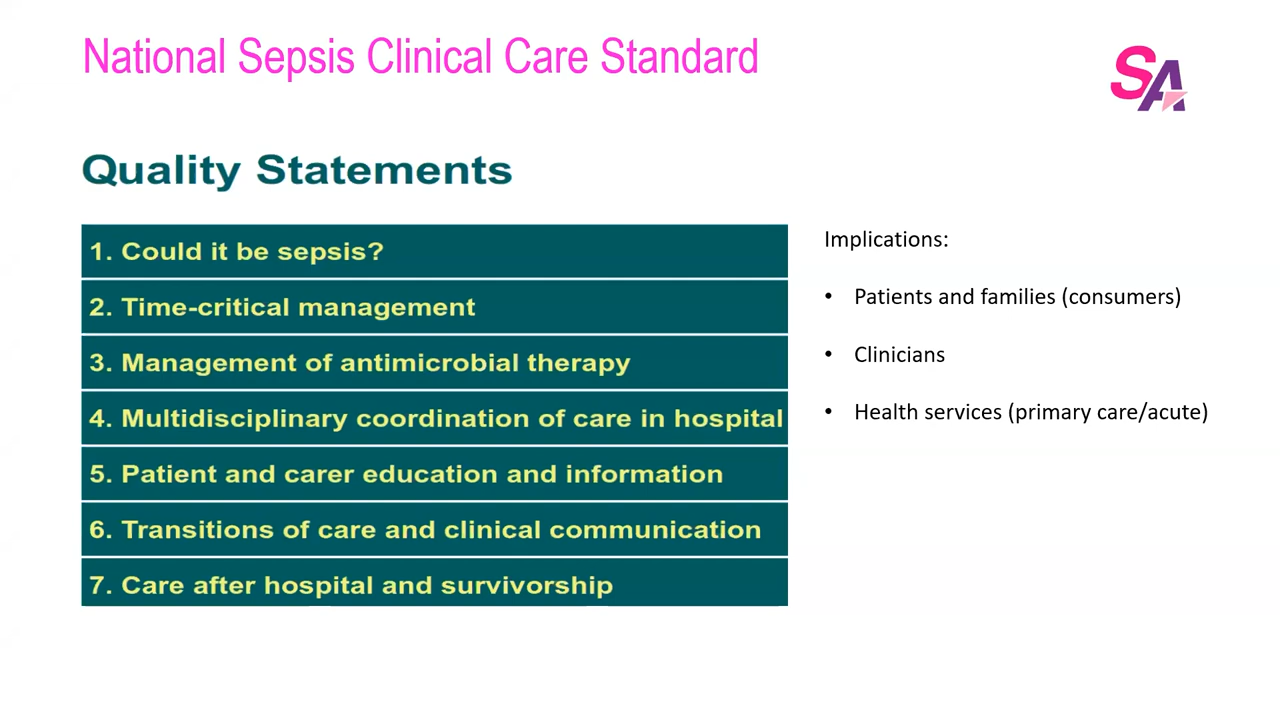 National Sepsis Clinical Care Standard
SA
Quality Statements
1. Could it be sepsis?
2. Time-critical management
3. Management of antimicrobial therapy
4. Multidisciplinary coordination of care in hospital
5. Patient and carer education and information
6. Transitions of care and clinical communication
7. Care after hospital and survivorship
Implications:
• Patients and families (consumers)
• Clinicians
• Health services (primary care/acute)